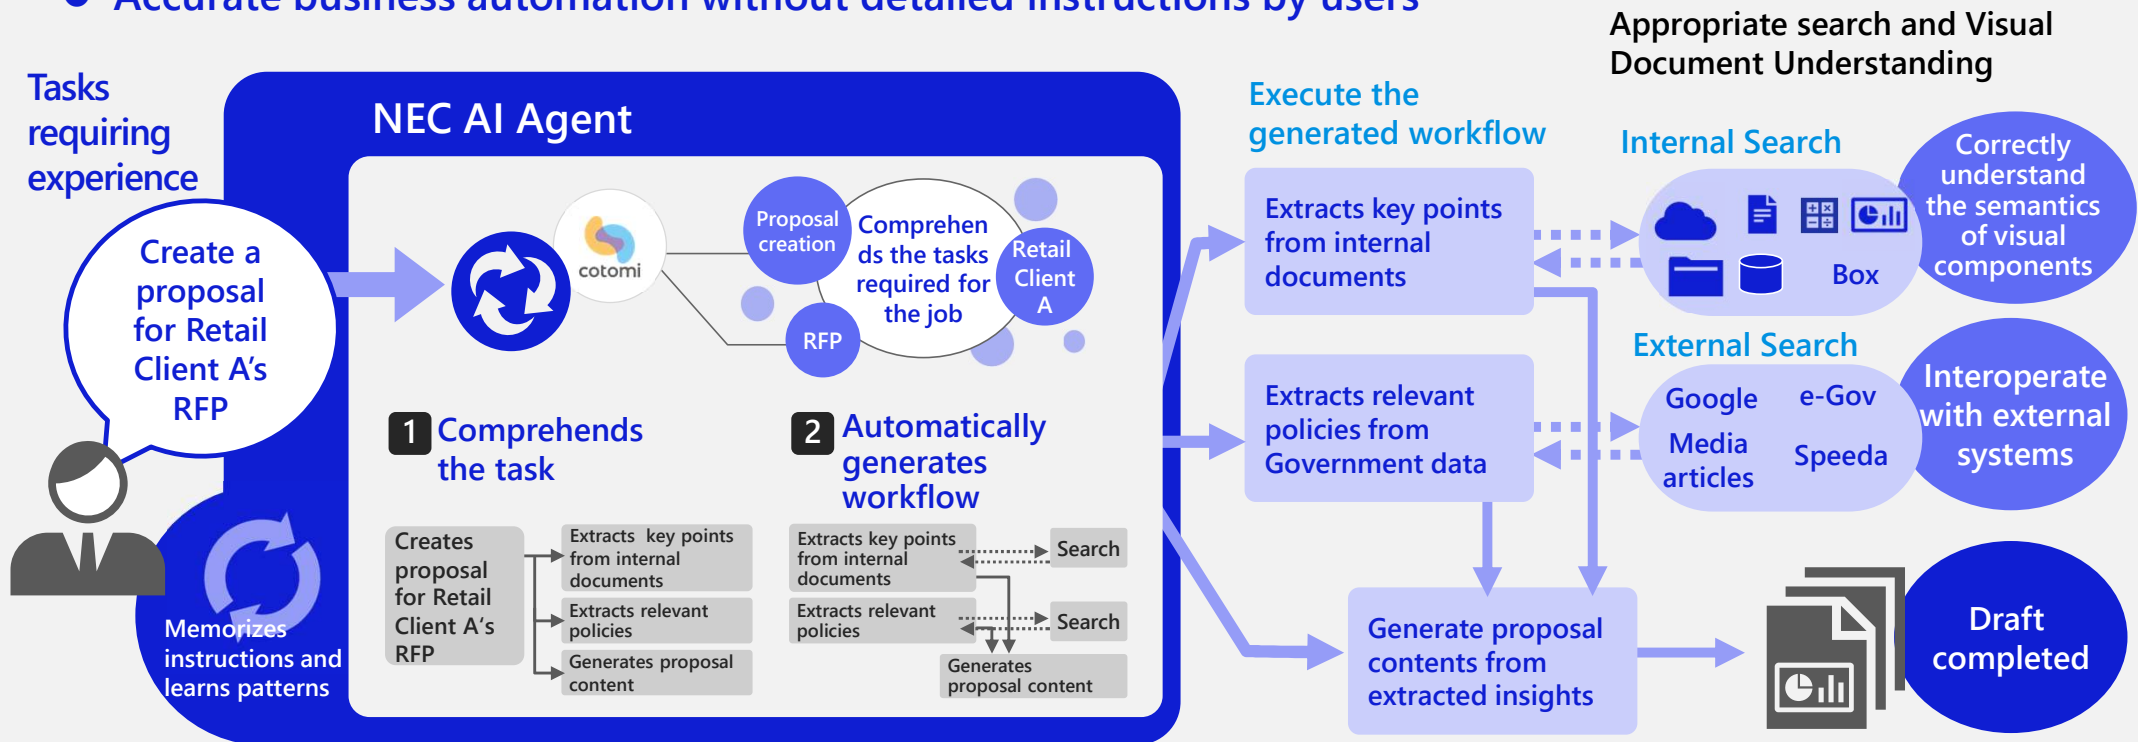 Accurate business automation without detailed instructions by users
Appropriate search and Visual
Document Understanding
Tasks
requiring
experience
Create a
proposal
for Retail
Client A's
RFP
Memorizes
instructions and
learns patterns
NEC AI Agent
cotomi
Proposal
creation
Comprehen
ds the tasks
required for
the job
Retail
Client
A
RFP
1 Comprehends
the task
Creates
proposal
for Retail
Client A's
RFP
Extracts key points
from internal
documents
Extracts relevant
policies
Generates proposal
content
2 Automatically
generates
workflow
Extracts key points
from internal
documents
Search
Extracts relevant
policies
Search
Generates
proposal content
Execute the
generated workflow
Extracts key points
from internal
documents
Extracts relevant
policies from
Government data
Generate proposal
contents from
extracted insights
Internal Search
Box
Correctly
understand
the semantics
of visual
components
External Search
Google
e-Gov
Media
articles
Speeda
Interoperate
with external
systems
Draft
completed